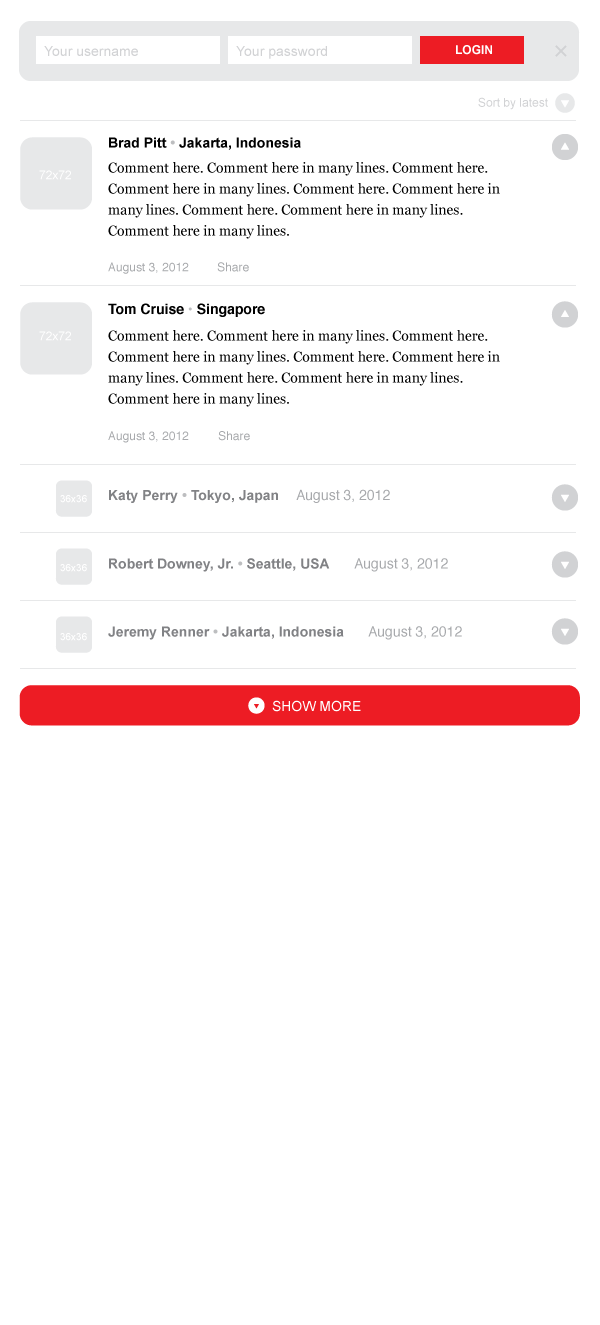 Your username
Your password
LOGIN
×
Sort by latest
72x72
Brad Pitt • Jakarta, Indonesia
Comment here. Comment here in many lines. Comment here.
Comment here in many lines. Comment here. Comment here in
many lines. Comment here. Comment here in many lines.
Comment here in many lines.
August 3, 2012 Share
72x72
Tom Cruise • Singapore
Comment here. Comment here in many lines. Comment here.
Comment here in many lines. Comment here. Comment here in
many lines. Comment here. Comment here in many lines.
Comment here in many lines.
August 3, 2012 Share
36x36
Katy Perry • Tokyo, Japan August 3, 2012
36x36
Robert Downey, Jr. • Seattle, USA August 3, 2012
36x36
Jeremy Renner • Jakarta, Indonesia August 3, 2012
SHOW MORE